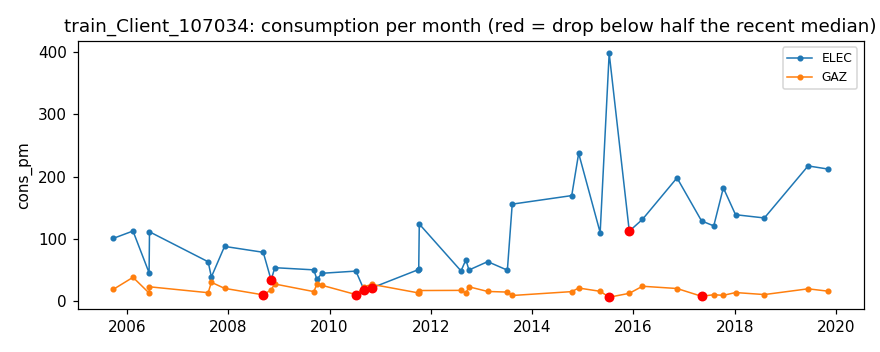 train_Client_107034: consumption per month (red = drop below half the recent median)
400
300
200
100
0
cons_pm
ELEC
GAZ
2006 2008 2010 2012 2014 2016 2018 2020